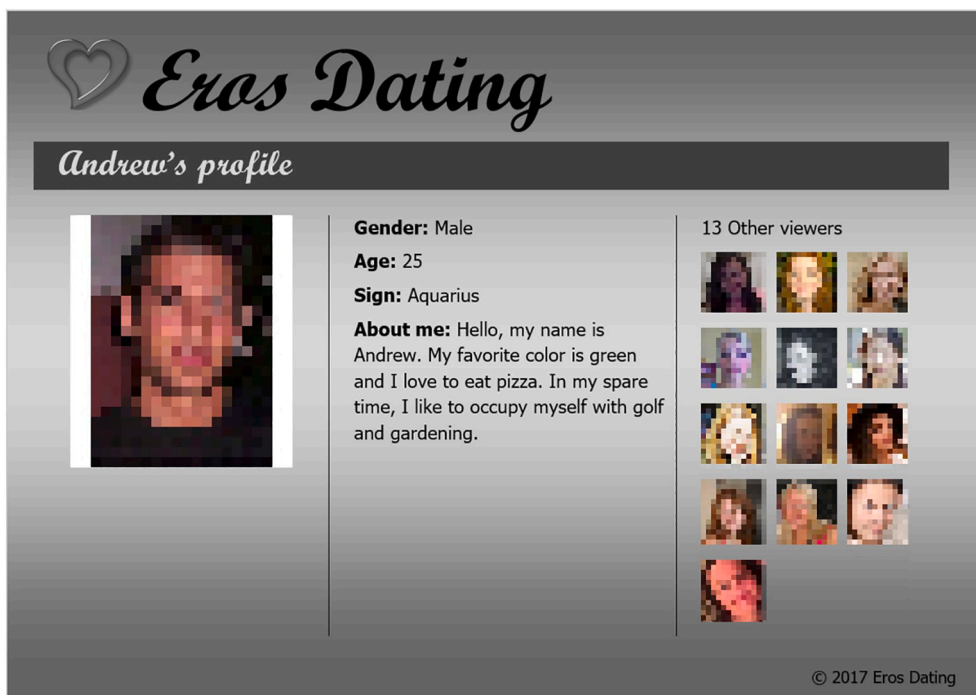 Eros Dating
Andrew's profile
Gender: Male
Age: 25
Sign: Aquarius
About me: Hello, my name is
Andrew. My favorite color is green
and I love to eat pizza. In my spare
time, I like to occupy myself with golf
and gardening.
13 Other viewers
© 2017 Eros Dating